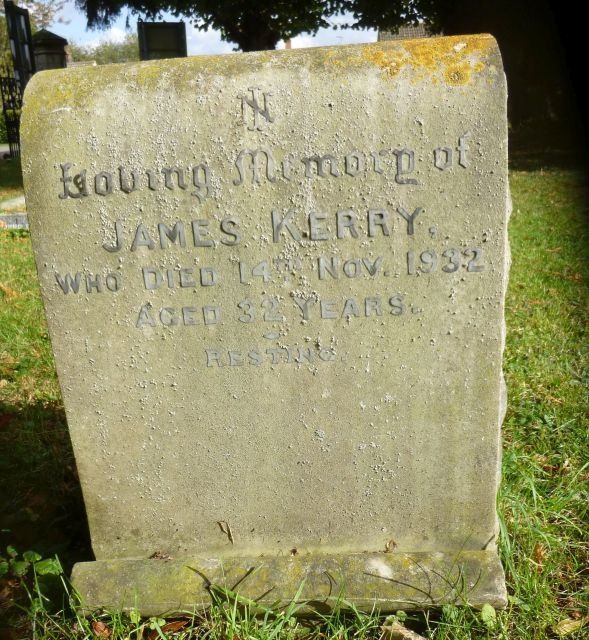 IN
Loving Memory of
JAMES KERRY,
WHO DIED 14TH NOV. 1932
AGED 32 YEARS.
RESTING.